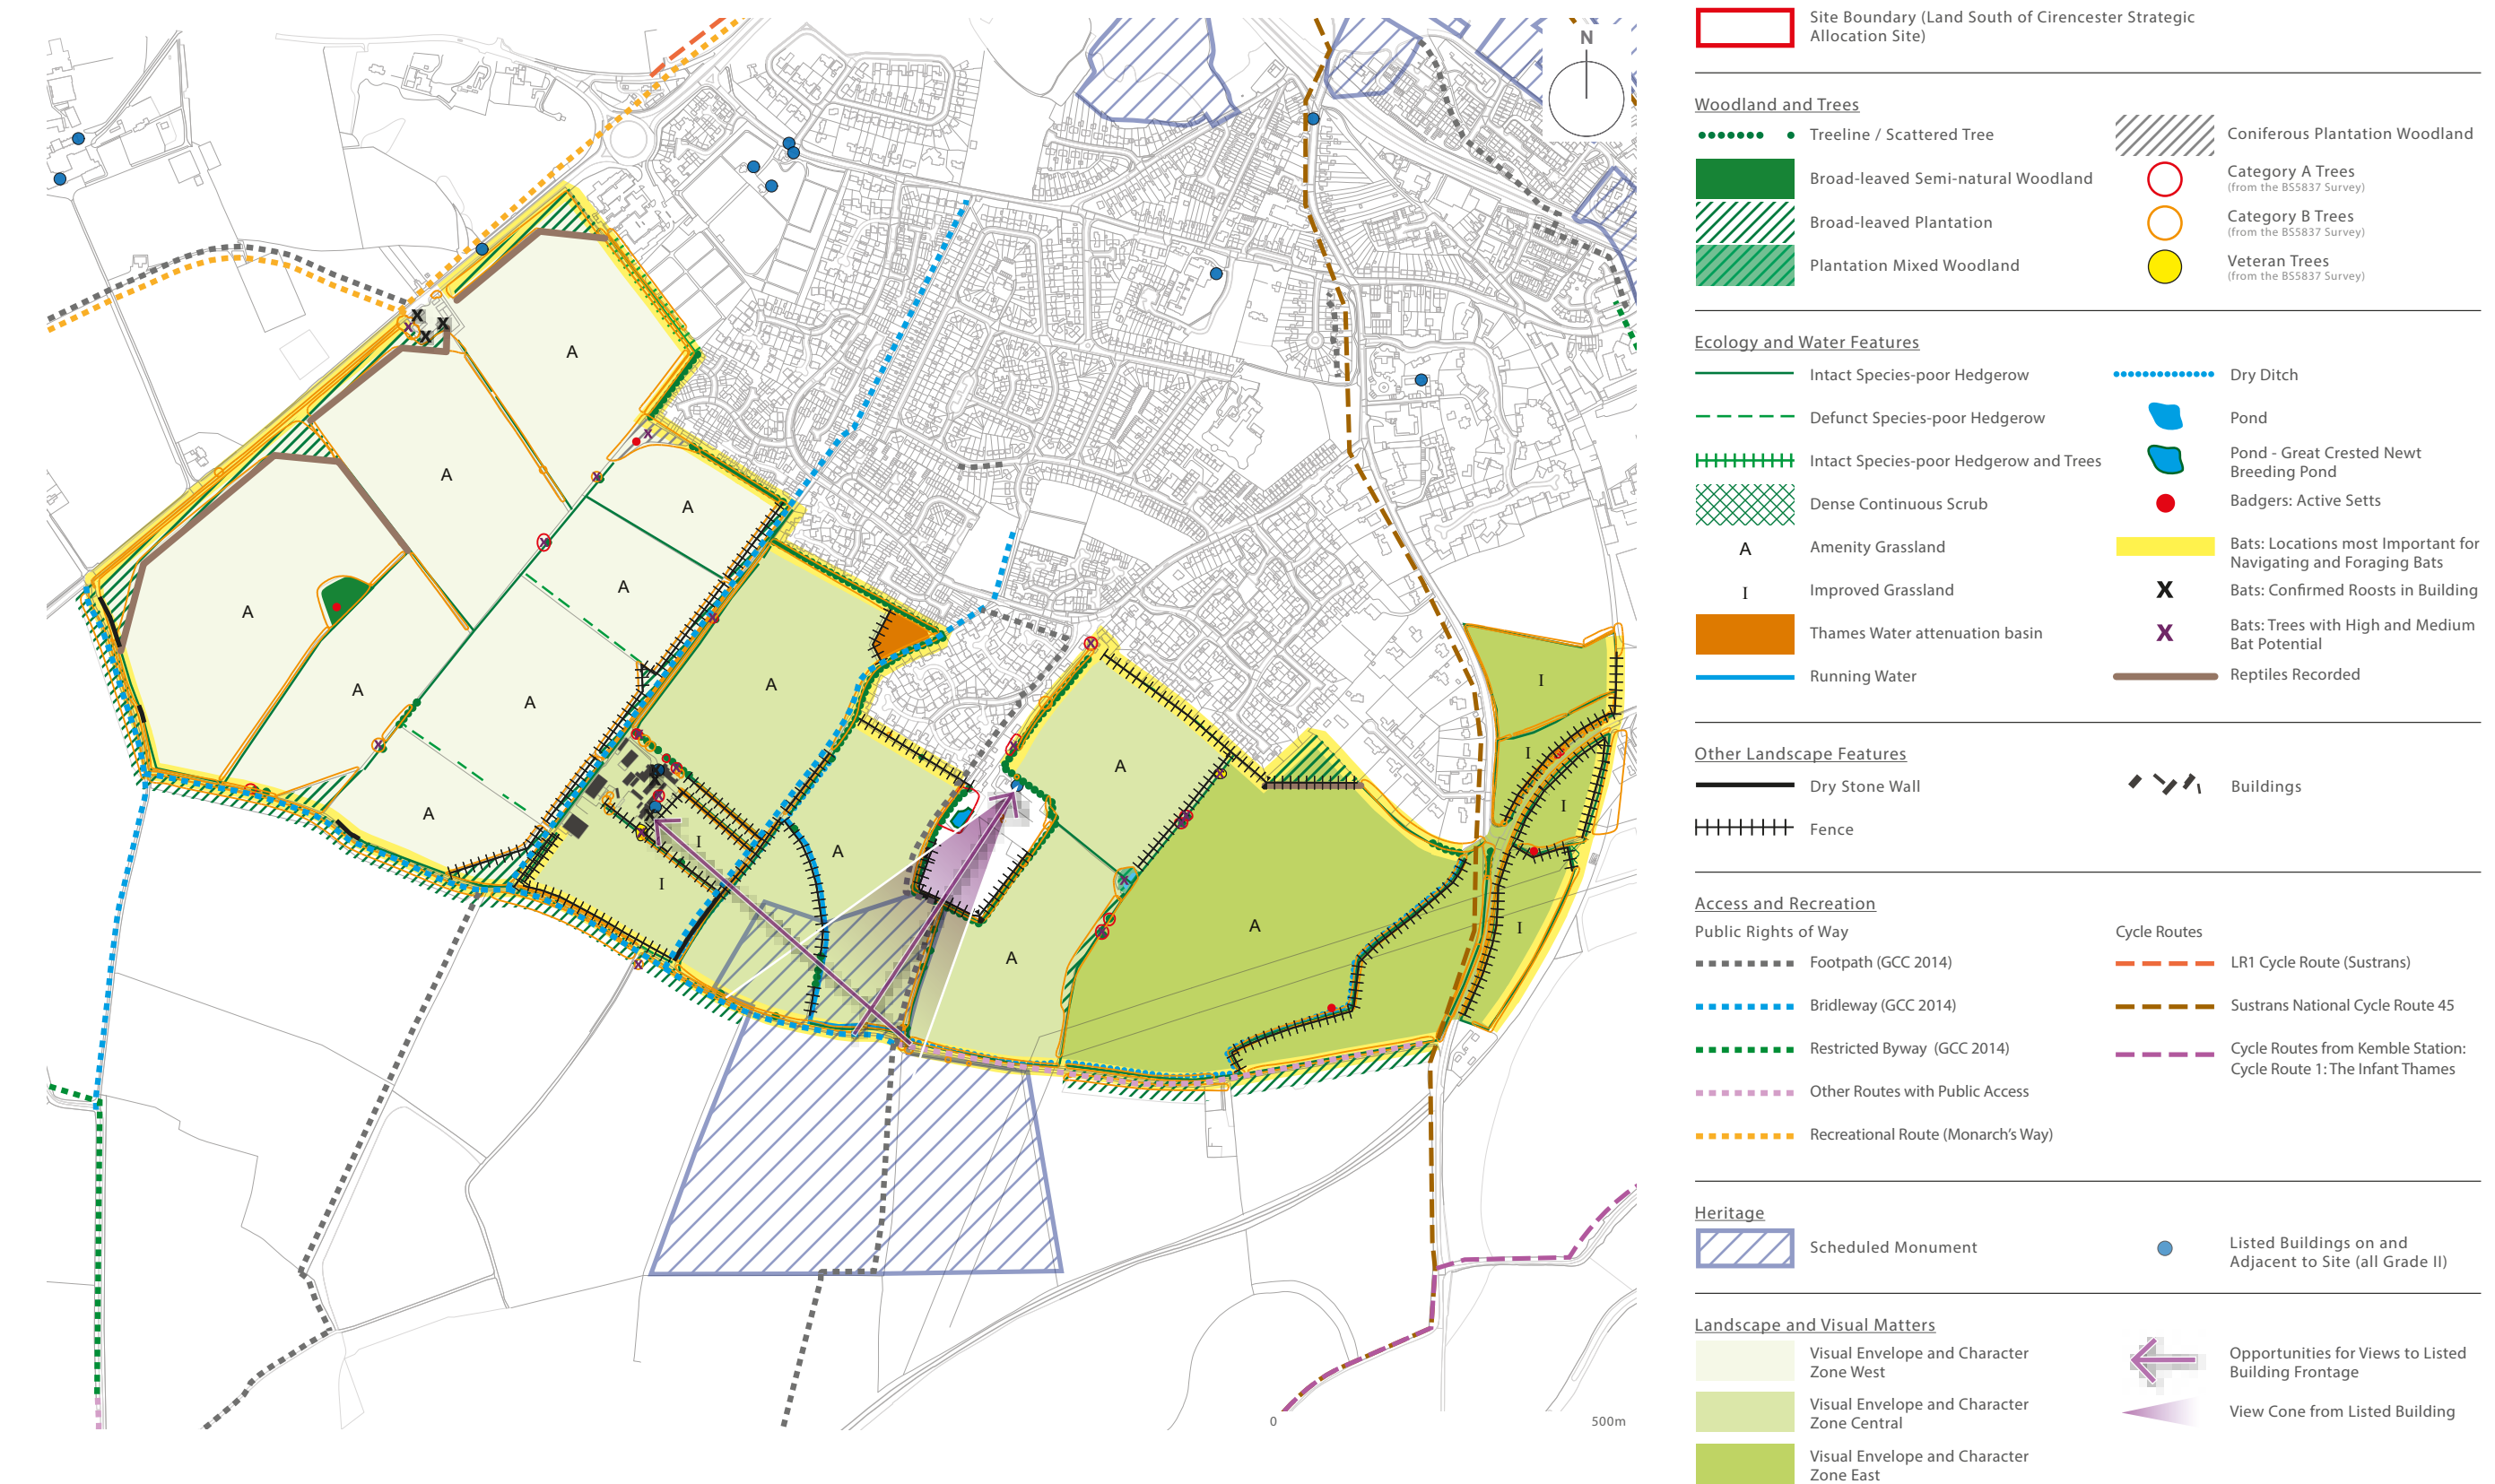 N
A
A
A
A
A
A
A
A
A
A
A
A
A
A
I
I
I
I
I
I
0
500m
Site Boundary (Land South of Cirencester Strategic
Allocation Site)
Woodland and Trees
Treeline / Scattered Tree
Broad-leaved Semi-natural Woodland
Broad-leaved Plantation
Plantation Mixed Woodland
Coniferous Plantation Woodland
Category A Trees
(from the BS5837 Survey)
Category B Trees
(from the BS5837 Survey)
Veteran Trees
(from the BS5837 Survey)
Ecology and Water Features
Intact Species-poor Hedgerow
Defunct Species-poor Hedgerow
Intact Species-poor Hedgerow and Trees
Dense Continuous Scrub
A Amenity Grassland
I Improved Grassland
Thames Water attenuation basin
Running Water
Dry Ditch
Pond
Pond - Great Crested Newt
Breeding Pond
Badgers: Active Setts
Bats: Locations most Important for
Navigating and Foraging Bats
X Bats: Confirmed Roosts in Building
X Bats: Trees with High and Medium
Bat Potential
Reptiles Recorded
Other Landscape Features
Dry Stone Wall
Fence
Buildings
Access and Recreation
Public Rights of Way
Footpath (GCC 2014)
Bridleway (GCC 2014)
Restricted Byway (GCC 2014)
Other Routes with Public Access
Recreational Route (Monarch's Way)
Cycle Routes
LR1 Cycle Route (Sustrans)
Sustrans National Cycle Route 45
Cycle Routes from Kemble Station:
Cycle Route 1: The Infant Thames
Heritage
Scheduled Monument
Listed Buildings on and
Adjacent to Site (all Grade II)
Landscape and Visual Matters
Visual Envelope and Character
Zone West
Visual Envelope and Character
Zone Central
Visual Envelope and Character
Zone East
Opportunities for Views to Listed
Building Frontage
View Cone from Listed Building